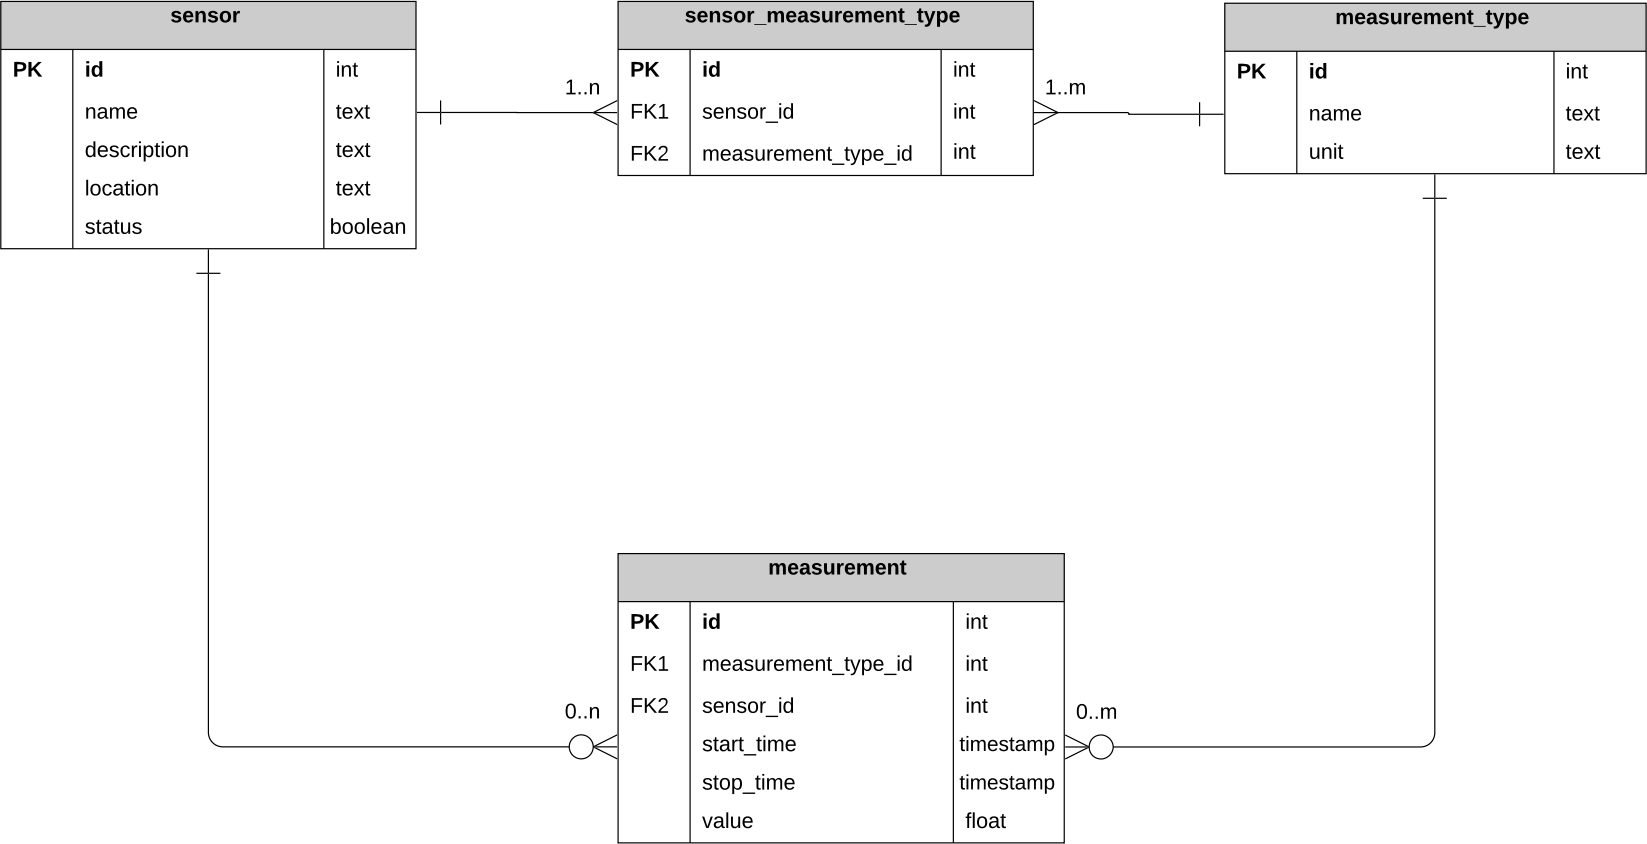 sensor
PK id int
name text
description text
location text
status boolean
1..n
sensor_measurement_type
PK id int
FK1 sensor_id int
FK2 measurement_type_id int
1..m
measurement_type
PK id int
name text
unit text
0..n
measurement
PK id int
FK1 measurement_type_id int
FK2 sensor_id int
start_time timestamp
stop_time timestamp
value float
0..m